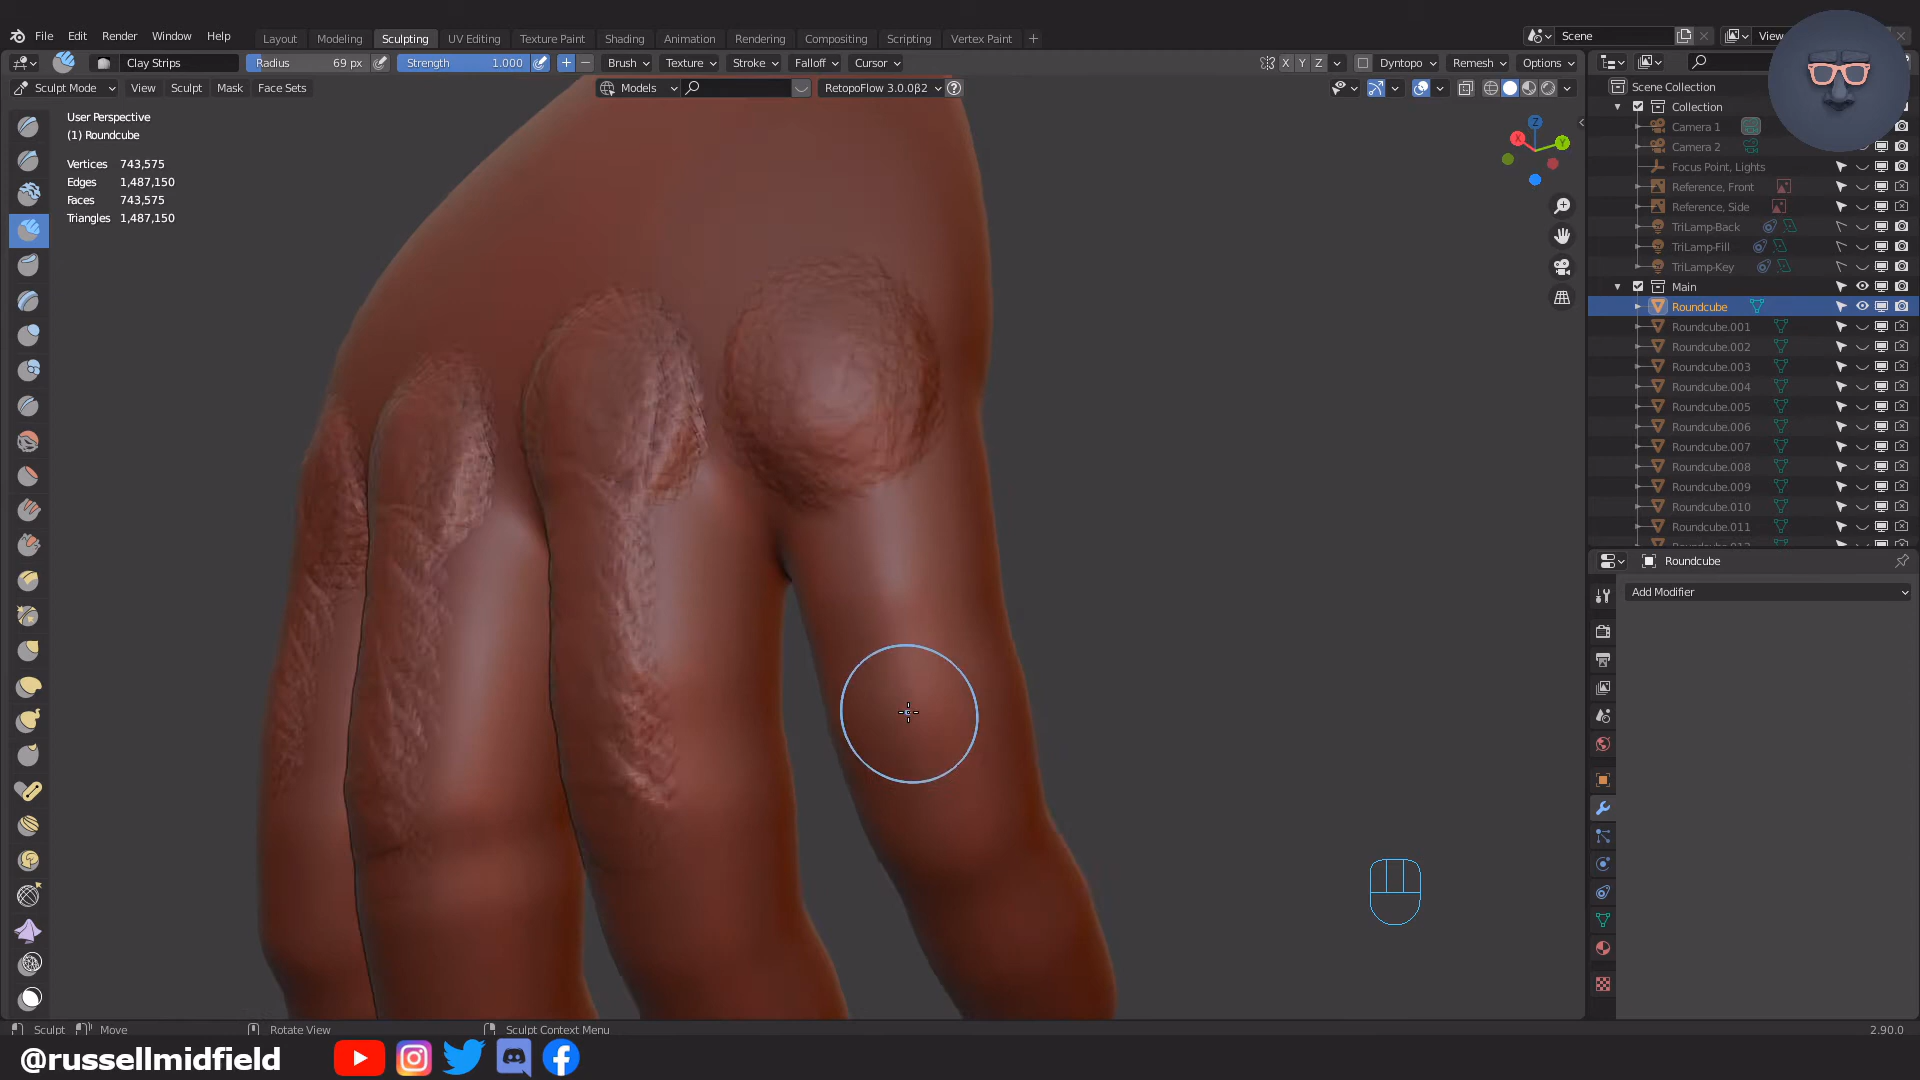 File Edit Render Window Help Layout Modeling Sculpting UV Editing Texture Paint Shading Animation Rendering Compositing Scripting Vertex Paint + Scene View
Clay Strips Radius 69 px Strength 1.000 + − Brush Texture Stroke Falloff Cursor X Y Z Dyntopo Remesh Options
Sculpt Mode View Sculpt Mask Face Sets Models RetopoFlow 3.0.0β2 ?
User Perspective
(1) Roundcube
Vertices 743,575
Edges 1,487,150
Faces 743,575
Triangles 1,487,150
Z
X Y
Scene Collection
Collection
Camera 1
Camera 2
Focus Point, Lights
Reference, Front
Reference, Side
TriLamp-Back
TriLamp-Fill
TriLamp-Key
Main
Roundcube
Roundcube.001
Roundcube.002
Roundcube.003
Roundcube.004
Roundcube.005
Roundcube.006
Roundcube.007
Roundcube.008
Roundcube.009
Roundcube.010
Roundcube.011
Roundcube
Add Modifier
Sculpt Move Rotate View Sculpt Context Menu 2.90.0
@russellmidfield